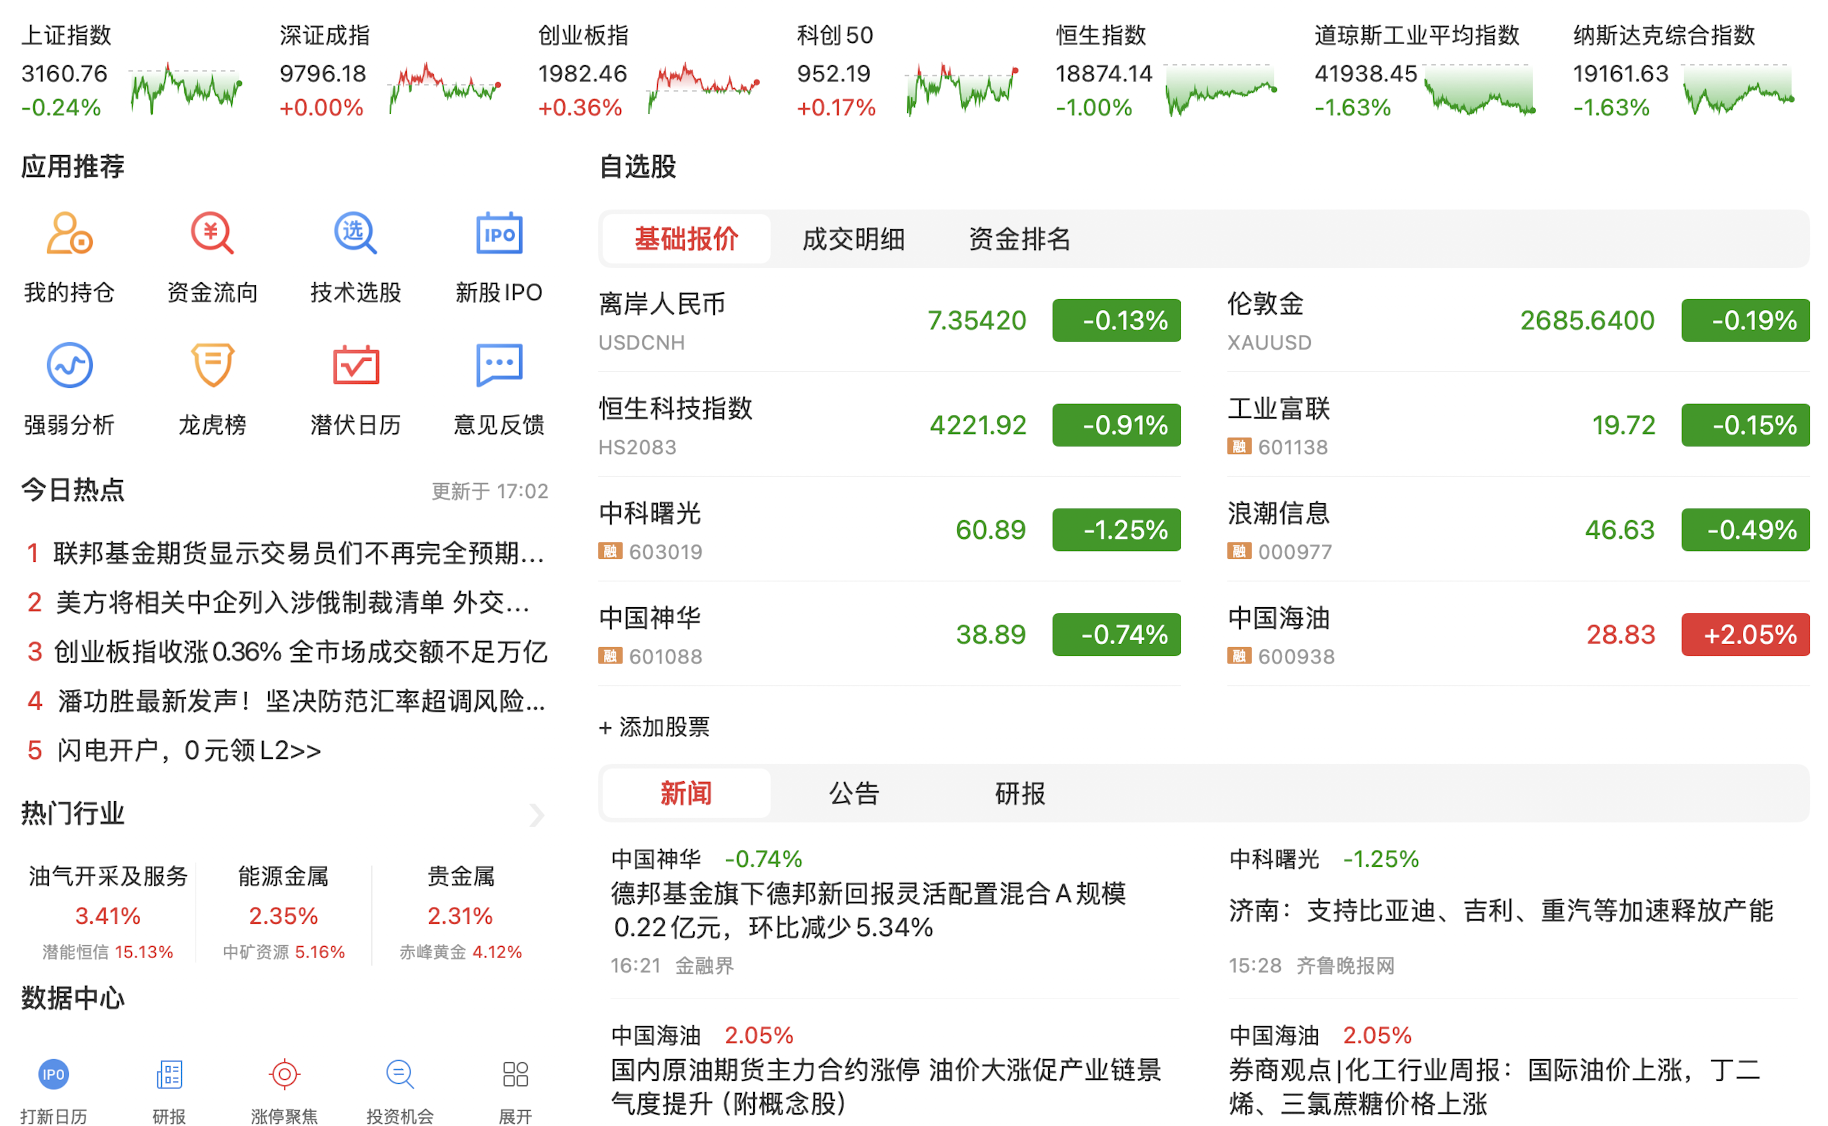 上证指数
3160.76
-0.24%
深证成指
9796.18
+0.00%
创业板指
1982.46
+0.36%
科创50
952.19
+0.17%
恒生指数
18874.14
-1.00%
道琼斯工业平均指数
41938.45
-1.63%
纳斯达克综合指数
19161.63
-1.63%
应用推荐
我的持仓
¥
资金流向
选
技术选股
IPO
新股IPO
强弱分析
龙虎榜
潜伏日历
意见反馈
今日热点
更新于 17:02
1 联邦基金期货显示交易员们不再完全预期...
2 美方将相关中企列入涉俄制裁清单 外交...
3 创业板指收涨0.36% 全市场成交额不足万亿
4 潘功胜最新发声！坚决防范汇率超调风险...
5 闪电开户，0元领L2>>
热门行业
油气开采及服务
3.41%
潜能恒信 15.13%
能源金属
2.35%
中矿资源 5.16%
贵金属
2.31%
赤峰黄金 4.12%
数据中心
IPO
打新日历
研报
涨停聚焦
投资机会
展开
自选股
基础报价 成交明细 资金排名
离岸人民币
USDCNH
7.35420
-0.13%
伦敦金
XAUUSD
2685.6400
-0.19%
恒生科技指数
HS2083
4221.92
-0.91%
工业富联
融 601138
19.72
-0.15%
中科曙光
融 603019
60.89
-1.25%
浪潮信息
融 000977
46.63
-0.49%
中国神华
融 601088
38.89
-0.74%
中国海油
融 600938
28.83
+2.05%
+ 添加股票
新闻 公告 研报
中国神华 -0.74%
德邦基金旗下德邦新回报灵活配置混合A规模
0.22亿元，环比减少5.34%
16:21 金融界
中科曙光 -1.25%
济南：支持比亚迪、吉利、重汽等加速释放产能
15:28 齐鲁晚报网
中国海油 2.05%
国内原油期货主力合约涨停 油价大涨促产业链景
气度提升（附概念股）
中国海油 2.05%
券商观点|化工行业周报：国际油价上涨，丁二
烯、三氯蔗糖价格上涨